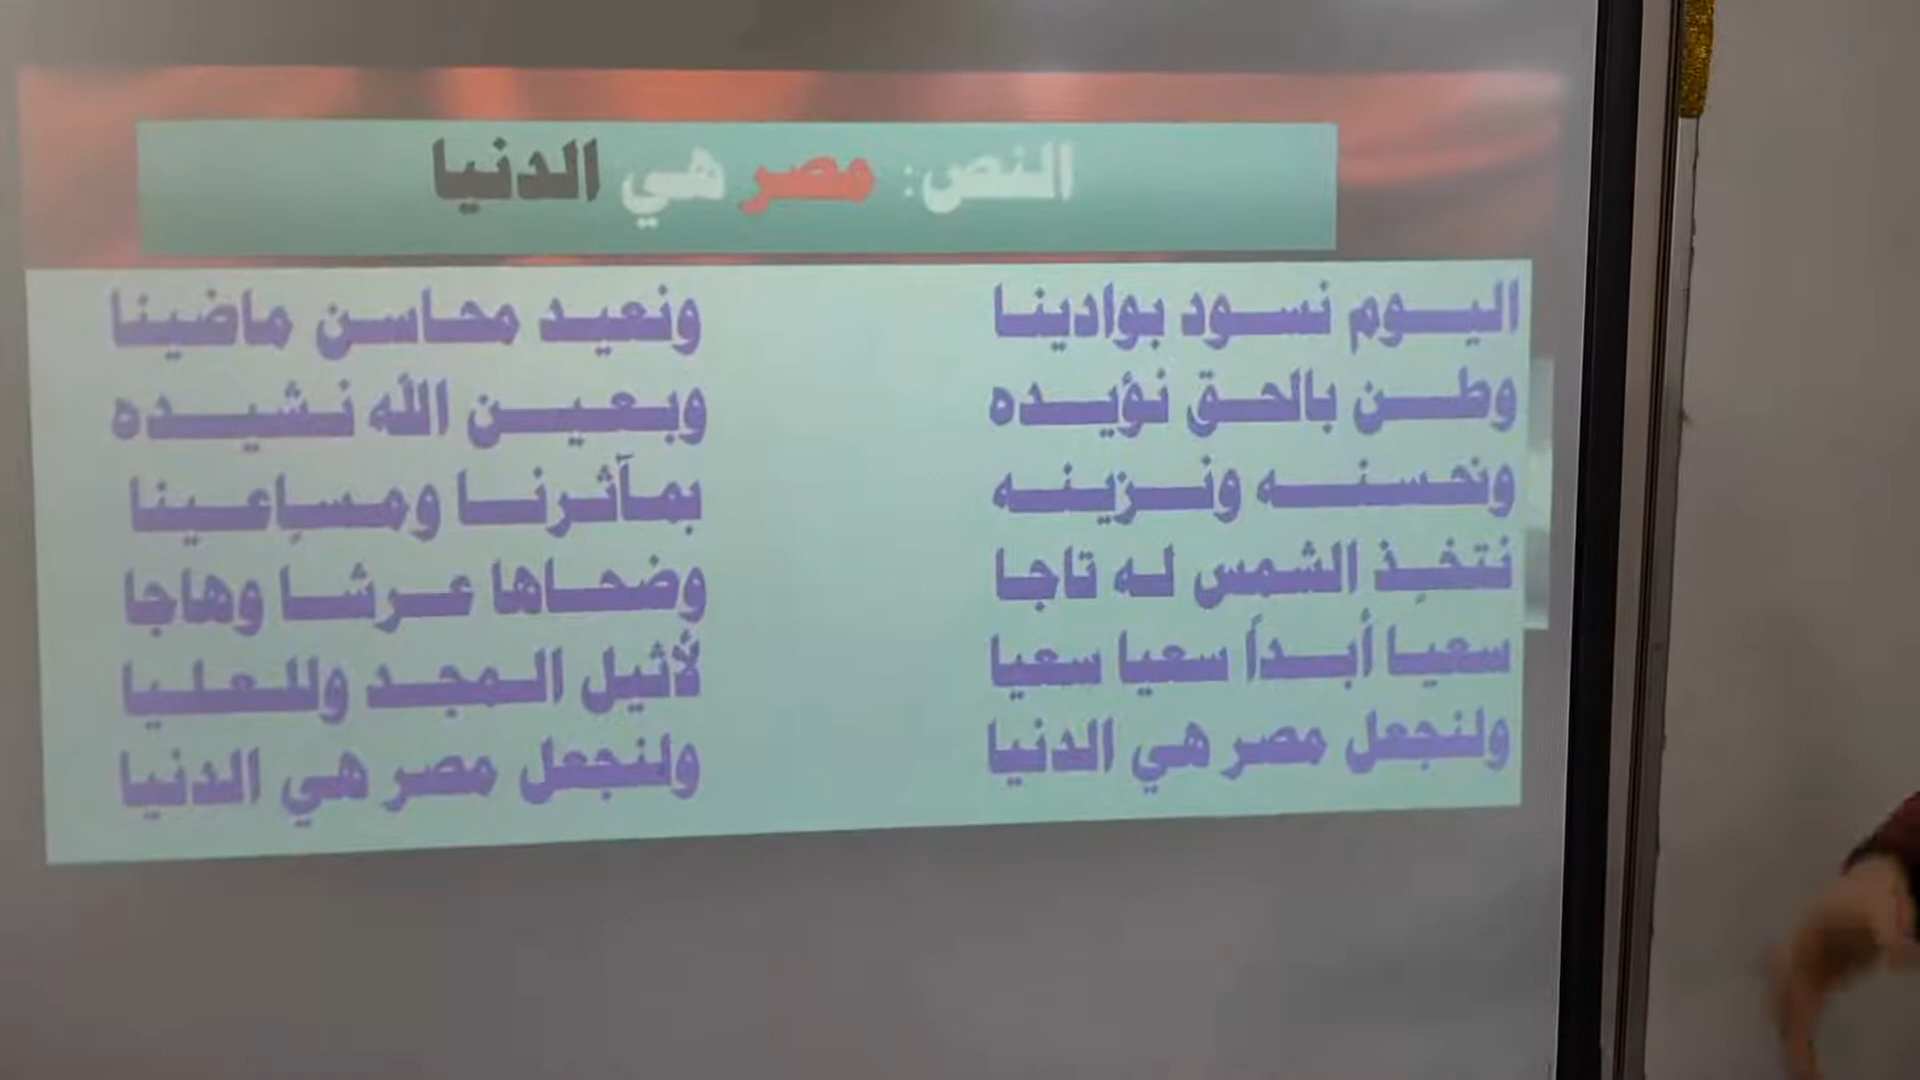 النص: مصر هي الدنيا
اليوم نسود بوادينا ونعيد محاسن ماضينا
وطن بالحق نؤيده وبعين الله نشيده
ونحسنه ونزينه بمآثرنا ومساعينا
نتخذ الشمس له تاجا وضحاها عرشا وهاجا
سعيا أبدأ سعيا سعيا لأثيل المجد وللعليا
ولنجعل مصر هي الدنيا ولنجعل مصر هي الدنيا